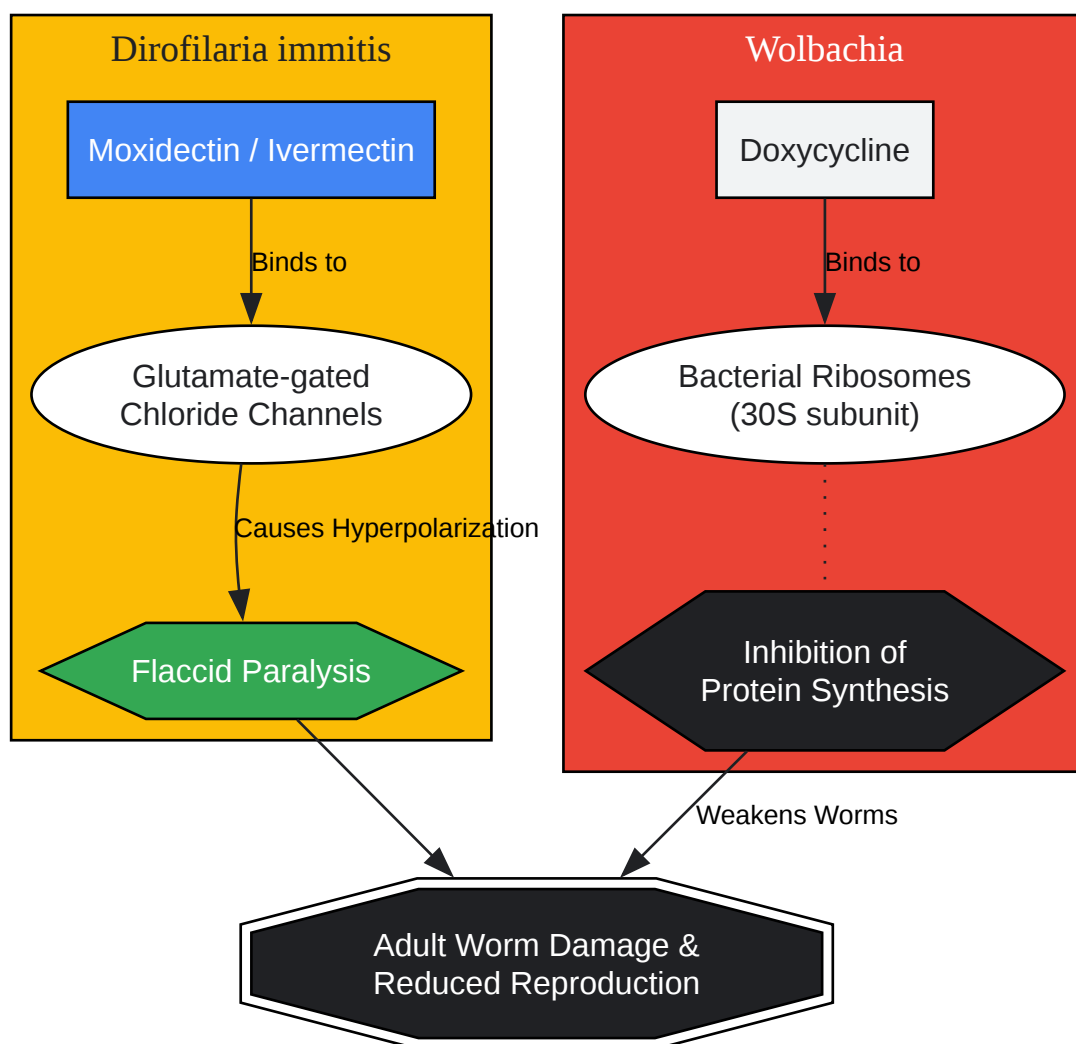 Dirofilaria immitis
Moxidectin / Ivermectin
Binds to
Glutamate-gated
Chloride Channels
Causes Hyperpolarization
Flaccid Paralysis
Wolbachia
Doxycycline
Binds to
Bacterial Ribosomes
(30S subunit)
Inhibition of
Protein Synthesis
Weakens Worms
Adult Worm Damage &
Reduced Reproduction